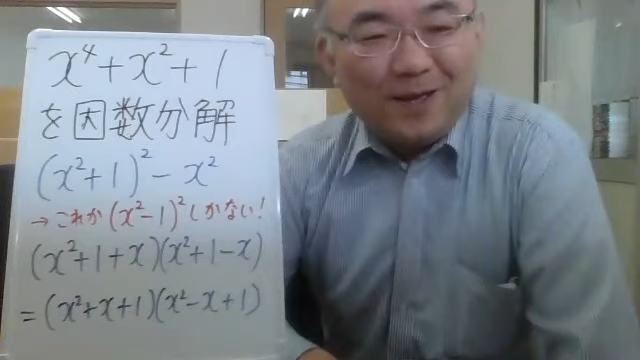 x⁴+x²+1
を因数分解
(x²+1)²-x²
→これか(x²-1)²しかない!
(x²+1+x)(x²+1-x)
=(x²+x+1)(x²-x+1)